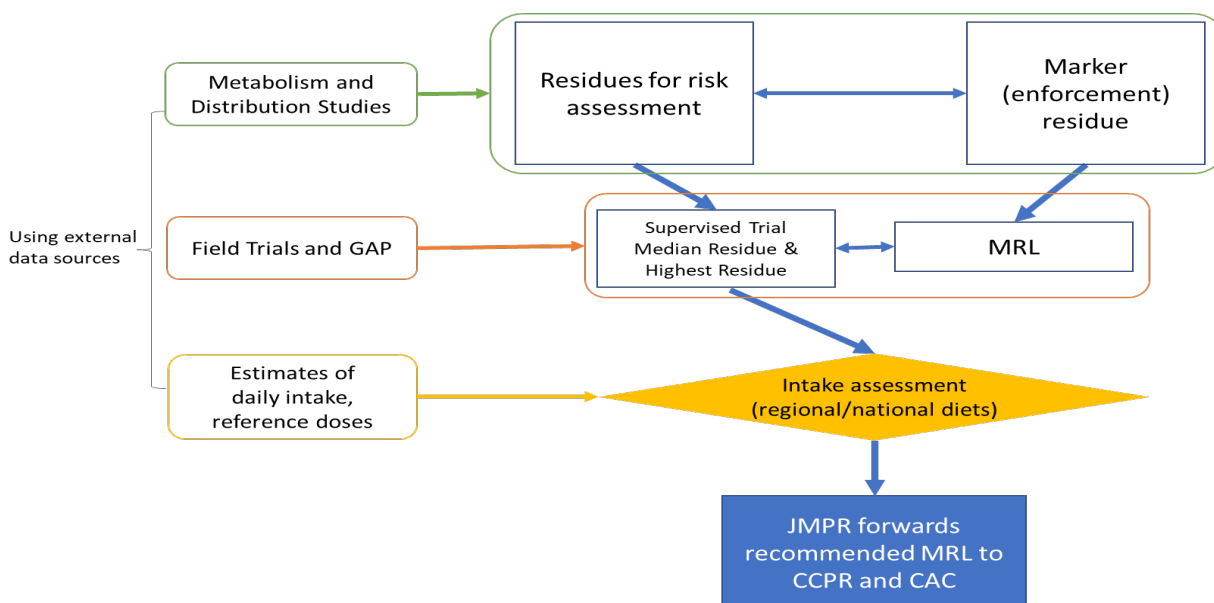 Metabolism and
Distribution Studies
Residues for risk
assessment
Marker
(enforcement)
residue
Using external
data sources
Field Trials and GAP
Supervised Trial
Median Residue &
Highest Residue
MRL
Estimates of
daily intake,
reference doses
Intake assessment
(regional/national diets)
JMPR forwards
recommended MRL to
CCPR and CAC